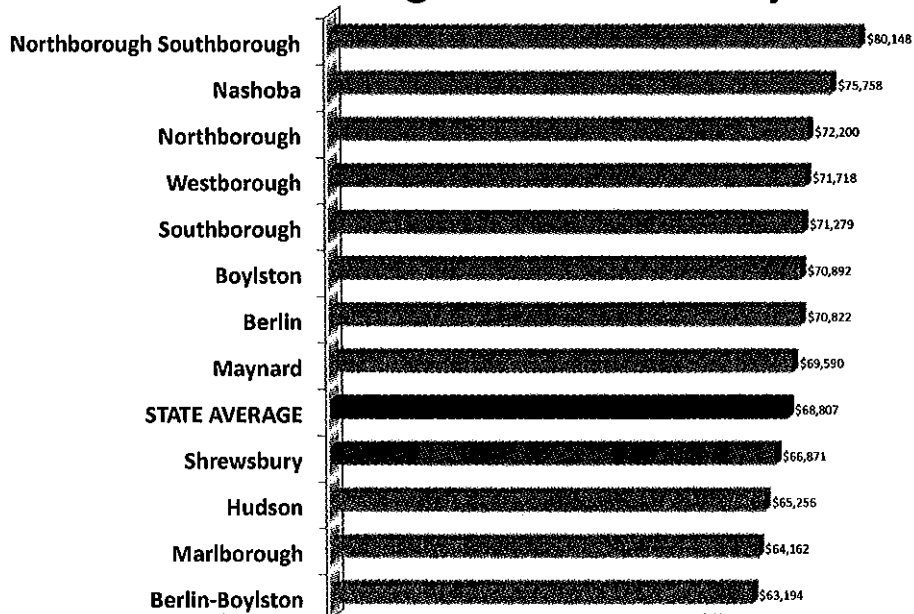 Northborough Southborough $80,148
Nashoba $75,758
Northborough $72,200
Westborough $71,718
Southborough $71,279
Boylston $70,892
Berlin $70,822
Maynard $69,590
STATE AVERAGE $68,807
Shrewsbury $66,871
Hudson $65,256
Marlborough $64,162
Berlin-Boylston $63,194